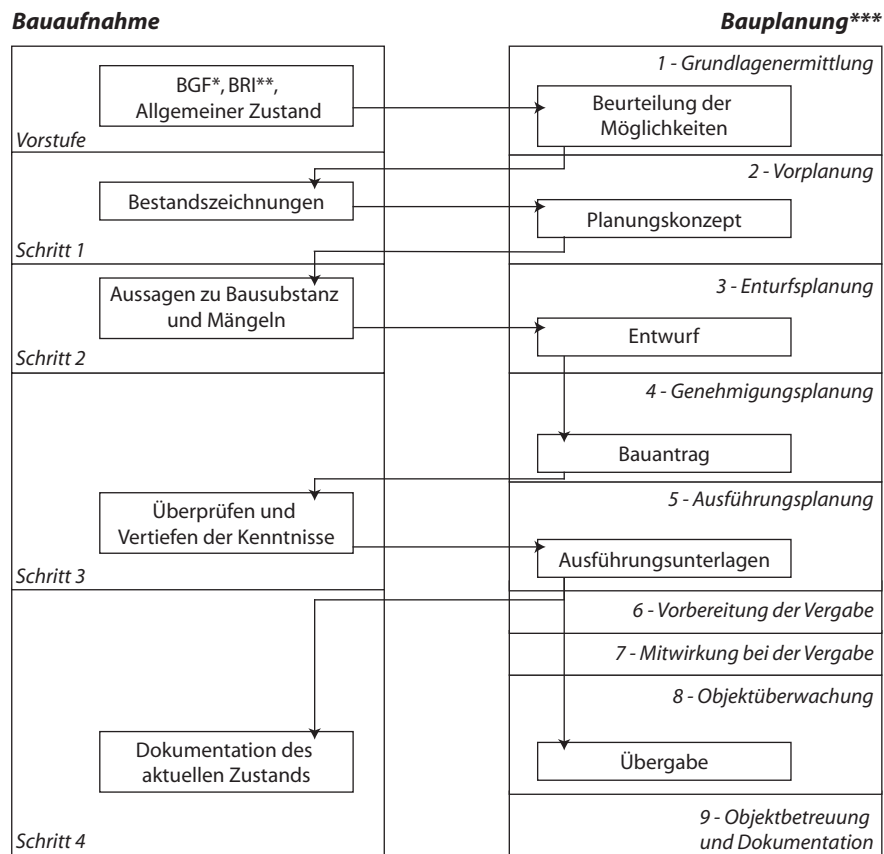 Bauaufnahme
Bauplanung***
1 - Grundlagenermittlung
BGF*, BRI**,
Allgemeiner Zustand
Beurteilung der
Möglichkeiten
Vorstufe
2 - Vorplanung
Bestandszeichnungen
Planungskonzept
Schritt 1
3 - Enturfsplanung
Aussagen zu Bausubstanz
und Mängeln
Entwurf
Schritt 2
4 - Genehmigungsplanung
Bauantrag
5 - Ausführungsplanung
Überprüfen und
Vertiefen der Kenntnisse
Ausführungsunterlagen
Schritt 3
6 - Vorbereitung der Vergabe
7 - Mitwirkung bei der Vergabe
8 - Objektüberwachung
Dokumentation des
aktuellen Zustands
Übergabe
9 - Objektbetreuung
und Dokumentation
Schritt 4